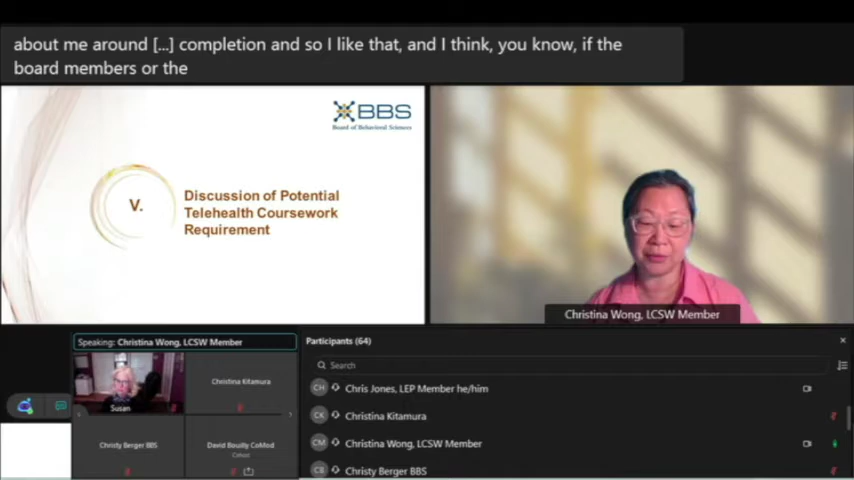 about me around [...] completion and so I like that, and I think, you know, if the
board members or the
BBS
Board of Behavioral Sciences
V.
Discussion of Potential
Telehealth Coursework
Requirement
Christina Wong, LCSW Member
Speaking: Christina Wong, LCSW Member
Susan
Christina Kitamura
Christy Berger BBS
David Bouilly CoMod
Cohost
Participants (64)
Search
CH
Chris Jones, LEP Member he/him
CK
Christina Kitamura
CM
Christina Wong, LCSW Member
CB
Christy Berger BBS